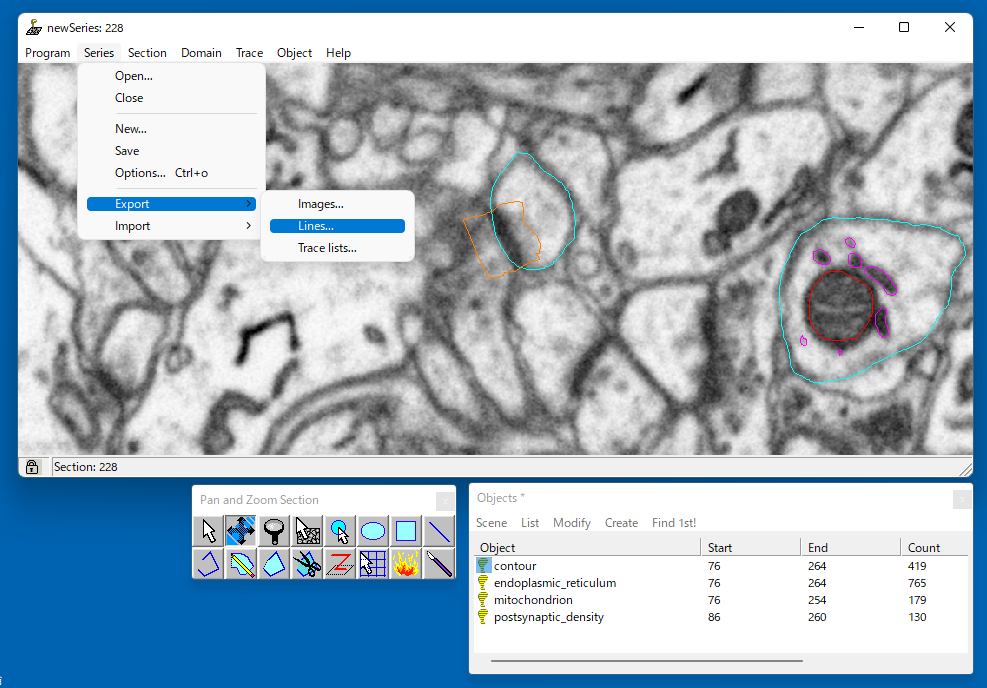 newSeries: 228
Program Series Section Domain Trace Object Help
Open...
Close
New...
Save
Options... Ctrl+o
Export
Import
Images...
Lines...
Trace lists...
Section: 228
Pan and Zoom Section
Objects *
Scene List Modify Create Find 1st!
Object Start End Count
contour 76 264 419
endoplasmic_reticulum 76 264 765
mitochondrion 76 254 179
postsynaptic_density 86 260 130